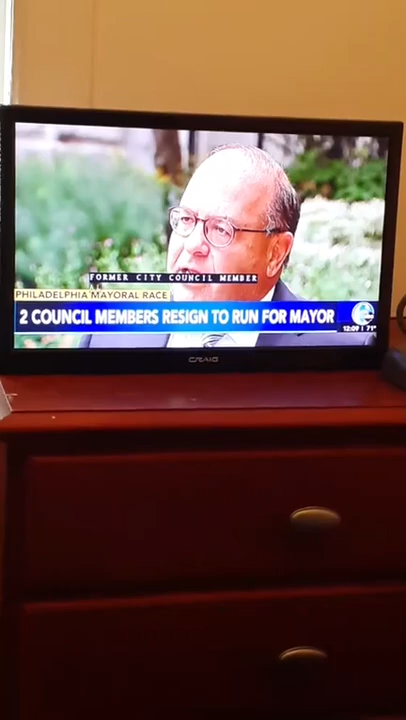 FORMER CITY COUNCIL MEMBER
PHILADELPHIA MAYORAL RACE
2 COUNCIL MEMBERS RESIGN TO RUN FOR MAYOR
12:09 | 71°
CRAIG